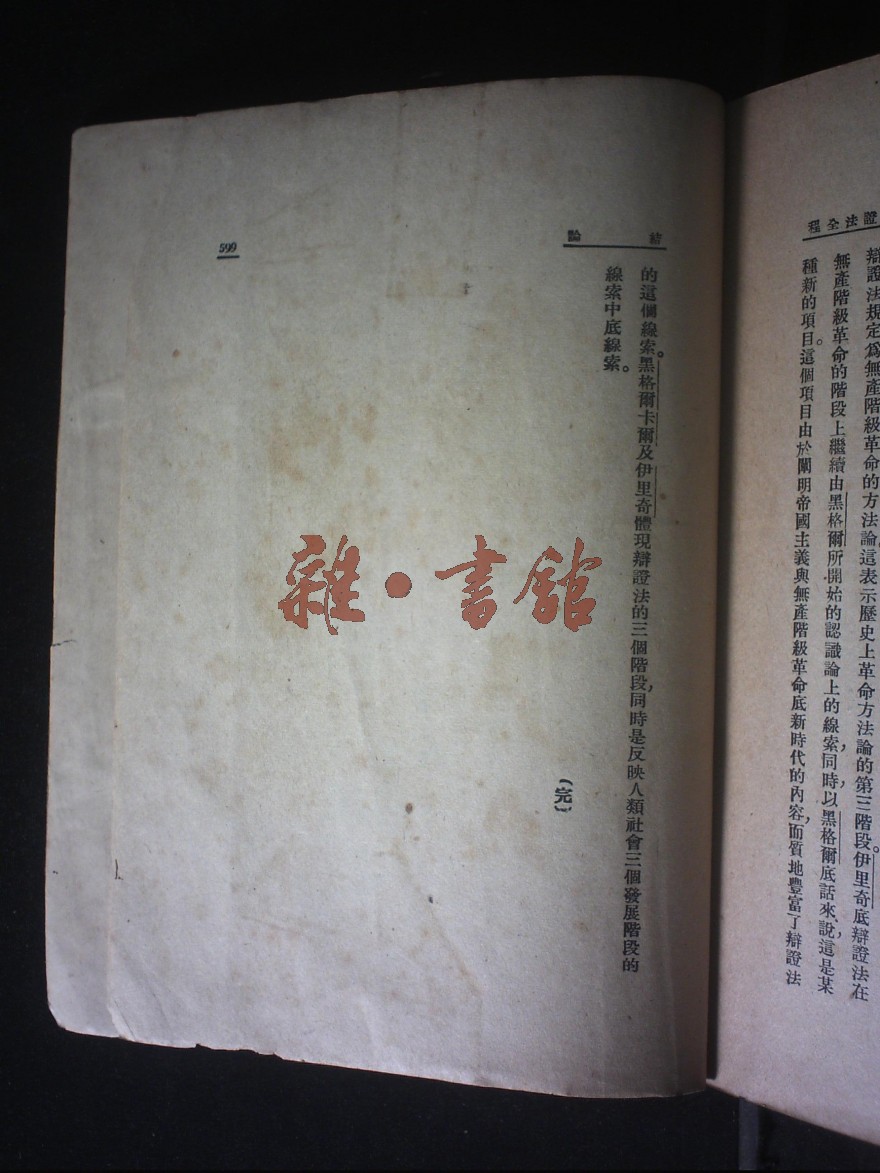 證法全程
辯證法規定爲無產階級革命的方法論，這表示歷史上革命方法論的第三階段。伊里奇底辯證法在
無產階級革命的階段上繼續由黑格爾所開始的認識論上的線索，同時，以黑格爾底話來說，這是某
種新的項目。這個項目由於闡明帝國主義與無產階級革命底新時代的內容，而質地豐富了辯證法
結論
的這個線索。黑格爾卡爾及伊里奇體現辯證法的三個階段，同時是反映人類社會三個發展階段的
線索中底線索。
（完）
599
雜·書館